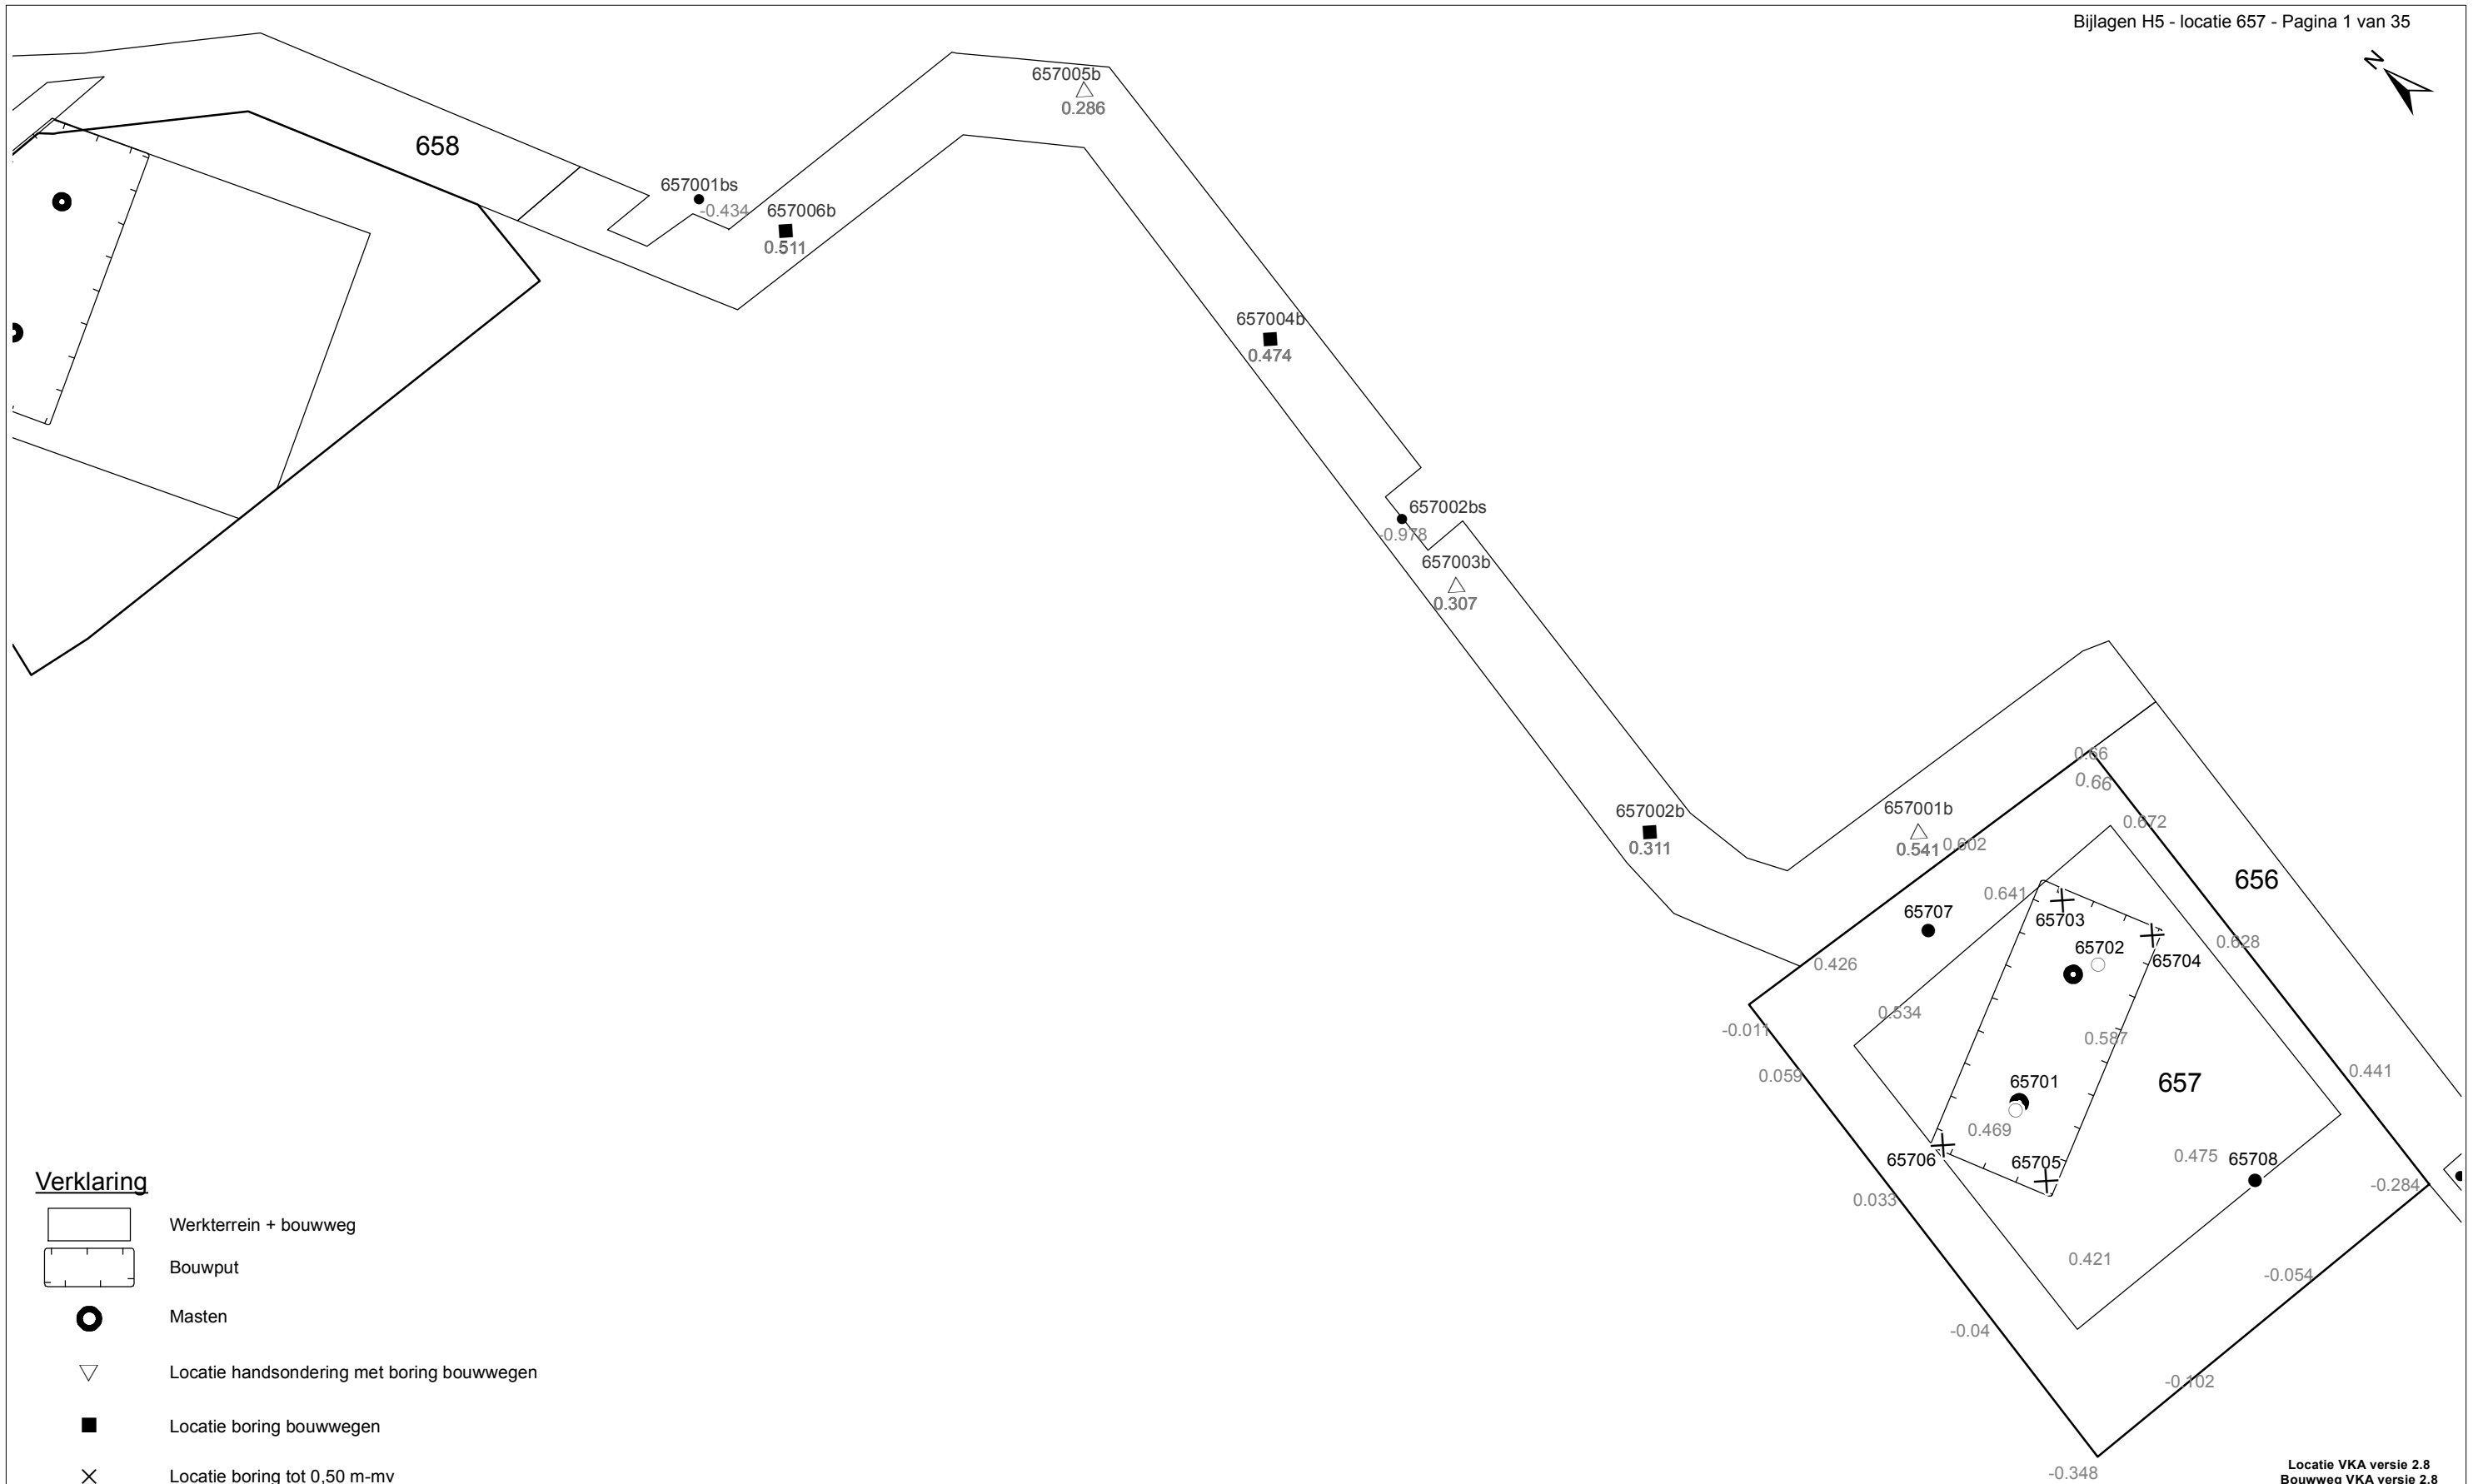 Bijlagen H5 - locatie 657 - Pagina 1 van 35
N
657005b
0.286
658
657001bs
-0.434
657006b
0.511
657004b
0.474
657002bs
-0.978
657003b
0.307
0.66
0.66
657002b
0.311
657001b
0.541
0.602
0.672
656
0.641
65707
65703
0.628
65702
65704
0.426
0.534
-0.011
0.587
0.059
65701
657
0.441
0.469
65706
65705
0.475
65708
-0.284
0.033
0.421
-0.054
-0.04
-0.102
-0.348
Verklaring
Werkterrein + bouwweg
Bouwput
Masten
Locatie handsondering met boring bouwwegen
Locatie boring bouwwegen
Locatie boring tot 0,50 m-mv
Locatie VKA versie 2.8
Bouwweg VKA versie 2.8